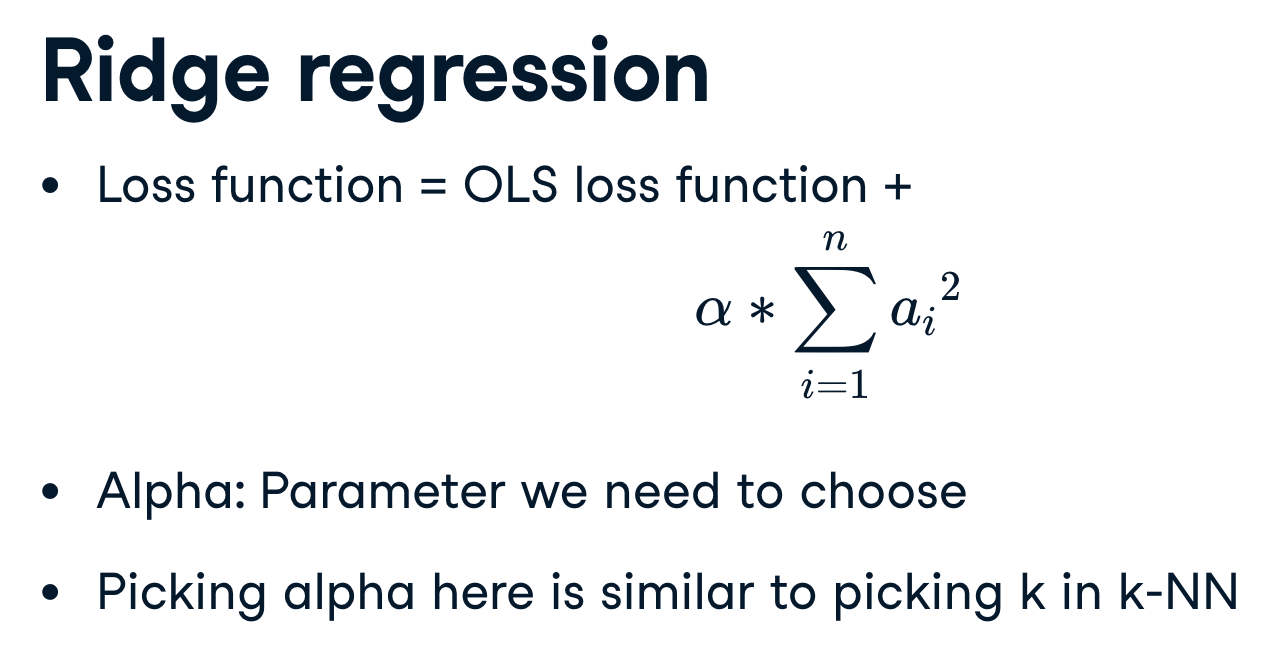 Ridge regression
• Loss function = OLS loss function +
$$\alpha * \sum_{i=1}^{n} {a_i}^2$$
• Alpha: Parameter we need to choose
• Picking alpha here is similar to picking k in k-NN